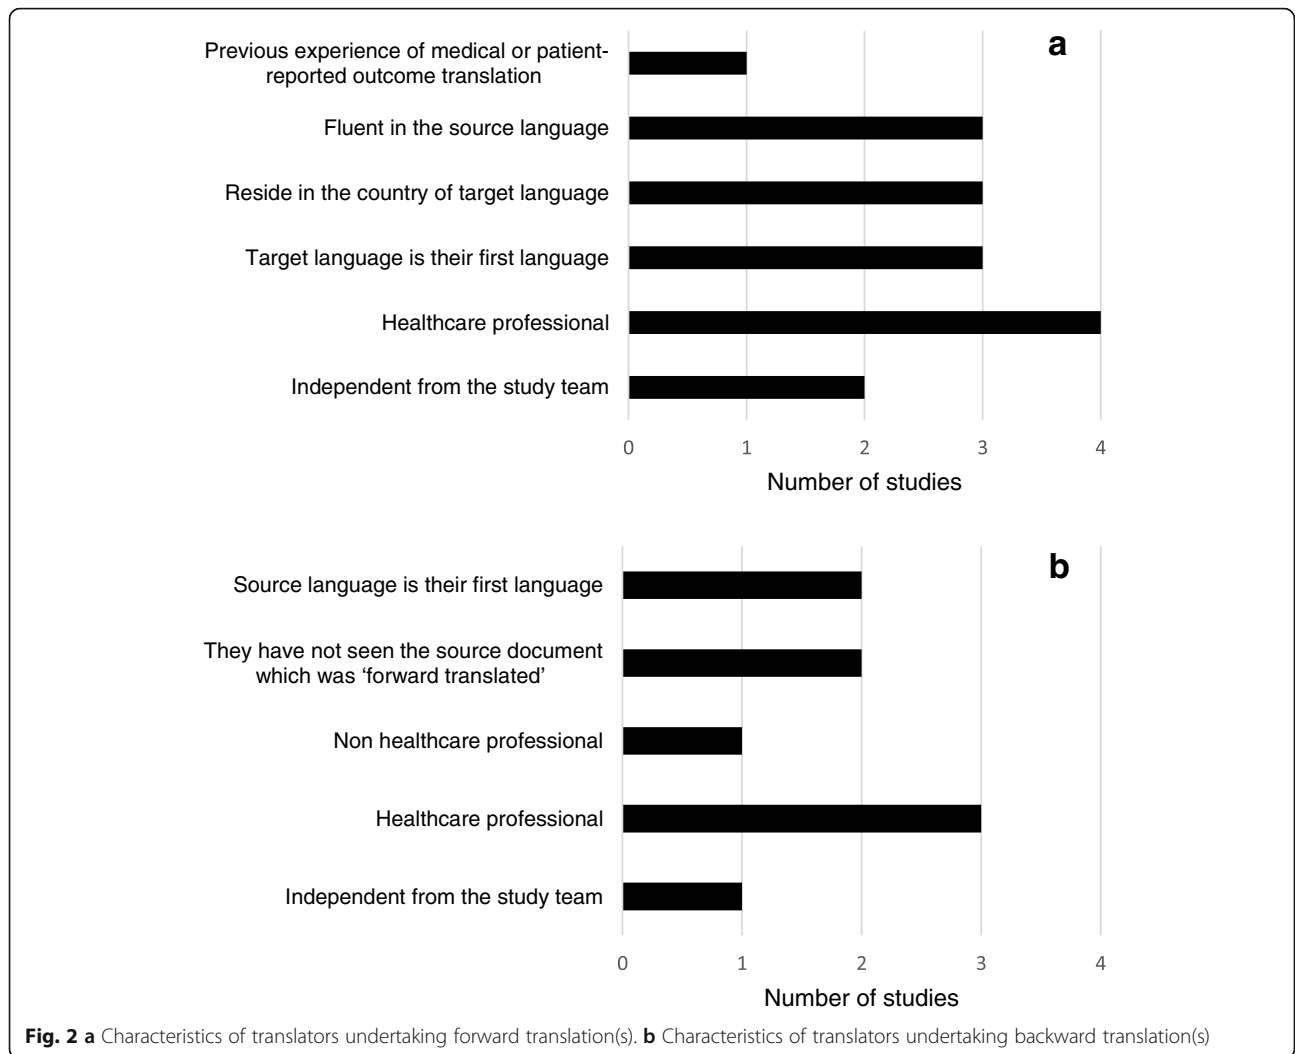 a
Previous experience of medical or patient-
reported outcome translation
Fluent in the source language
Reside in the country of target language
Target language is their first language
Healthcare professional
Independent from the study team
0 1 2 3 4
Number of studies
b
Source language is their first language
They have not seen the source document
which was ‘forward translated’
Non healthcare professional
Healthcare professional
Independent from the study team
0 1 2 3 4
Number of studies
Fig. 2 a Characteristics of translators undertaking forward translation(s). b Characteristics of translators undertaking backward translation(s)